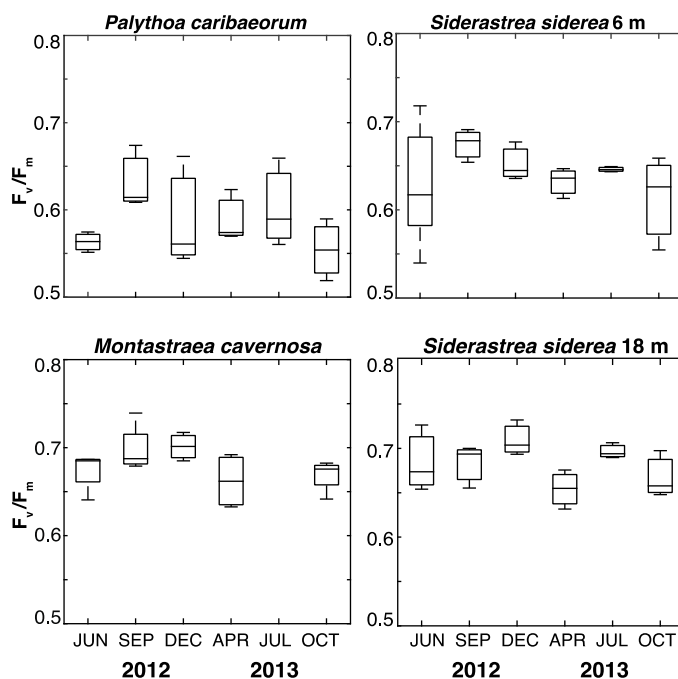 Palythoa caribaeorum
Siderastrea siderea 6 m
0.8
0.7
0.6
0.5
Fv/Fm
0.8
0.7
0.6
0.5
Montastraea cavernosa
Siderastrea siderea 18 m
0.8
0.7
0.6
0.5
Fv/Fm
0.8
0.7
0.6
0.5
JUN SEP DEC APR JUL OCT
2012 2013
JUN SEP DEC APR JUL OCT
2012 2013